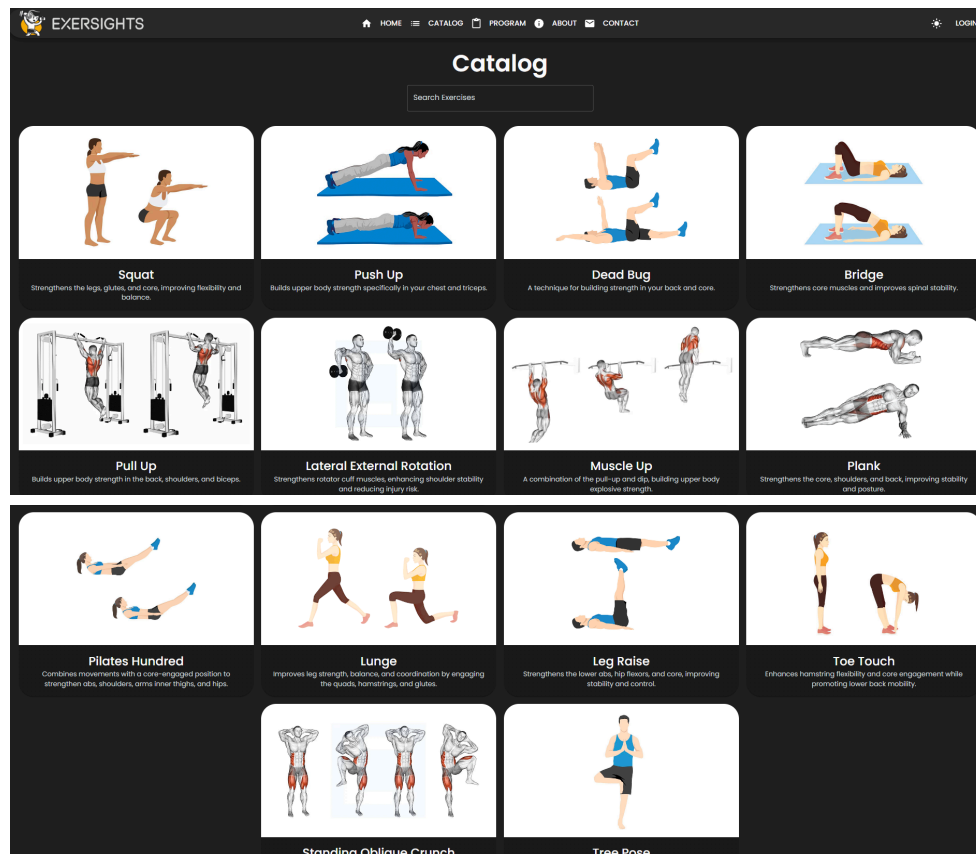 EXERSIGHTS
HOME CATALOG PROGRAM ABOUT CONTACT
LOGIN
Catalog
Search Exercises
Squat
Strengthens the legs, glutes, and core, improving flexibility and
balance.
Push Up
Builds upper body strength specifically in your chest and triceps.
Dead Bug
A technique for building strength in your back and core.
Bridge
Strengthens core muscles and improves spinal stability.
Pull Up
Builds upper body strength in the back, shoulders, and biceps.
Lateral External Rotation
Strengthens rotator cuff muscles, enhancing shoulder stability
and reducing injury risk.
Muscle Up
A combination of the pull-up and dip, building upper body
explosive strength.
Plank
Strengthens the core, shoulders, and back, improving stability
and posture.
Pilates Hundred
Combines movements with a core-engaged position to
strengthen abs, shoulders, arms inner thighs, and hips.
Lunge
Improves leg strength, balance, and coordination by engaging
the quads, hamstrings, and glutes.
Leg Raise
Strengthens the lower abs, hip flexors, and core, improving
stability and control.
Toe Touch
Enhances hamstring flexibility and core engagement while
promoting lower back mobility.
Standing Oblique Crunch
Tree Pose